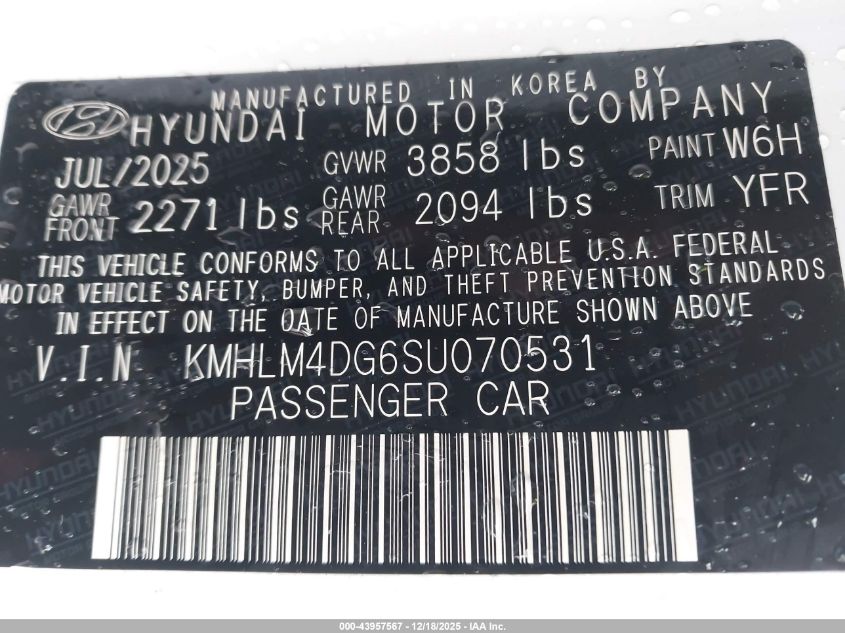 MANUFACTURED IN KOREA BY
HYUNDAI MOTOR COMPANY
JUL/2025 GVWR 3858 lbs PAINT W6H
GAWR FRONT 2271 lbs GAWR REAR 2094 lbs TRIM YFR
THIS VEHICLE CONFORMS TO ALL APPLICABLE U.S.A. FEDERAL
MOTOR VEHICLE SAFETY, BUMPER, AND THEFT PREVENTION STANDARDS
IN EFFECT ON THE DATE OF MANUFACTURE SHOWN ABOVE
V.I.N KMHLM4DG6SU070531
PASSENGER CAR
000-43957567 - 12/18/2025 - IAA Inc.